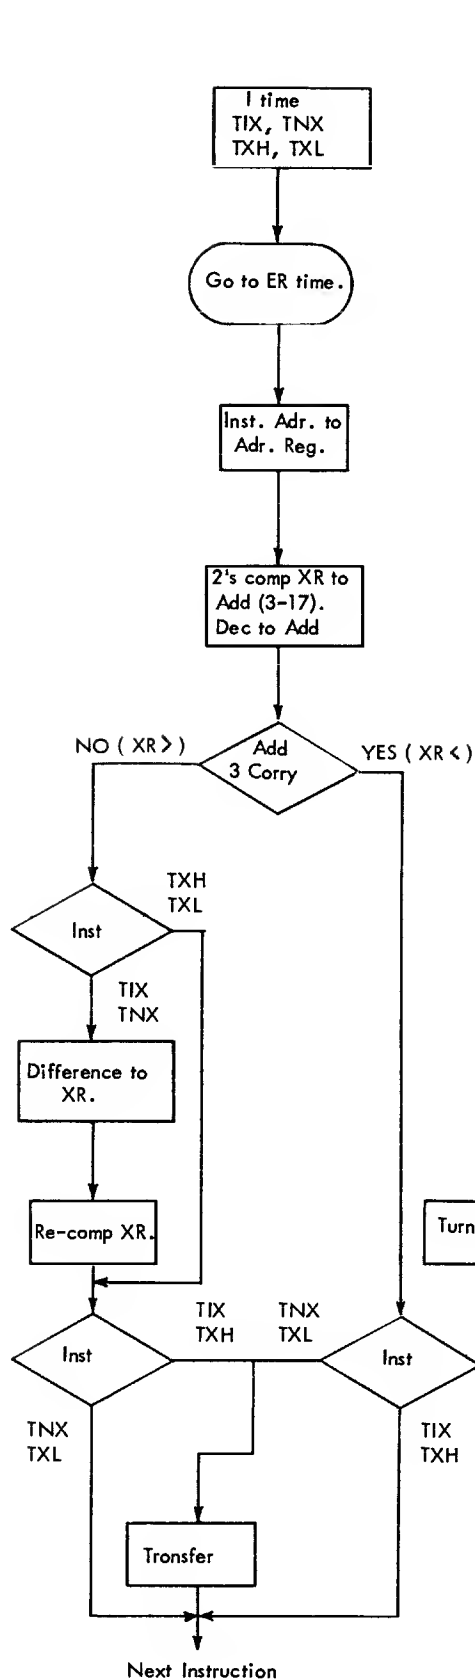 I time
TIX, TNX
TXH, TXL
Go to ER time.
Inst. Adr. to
Adr. Reg.
2's comp XR to
Add (3-17).
Dec to Add
Add
3 Corry
NO ( XR > )
YES ( XR < )
Inst
TXH
TXL
TIX
TNX
Difference to
XR.
Re-comp XR.
Turn
Inst
TIX
TXH
TNX
TXL
Inst
TNX
TXL
TIX
TXH
Tronsfer
Next Instruction